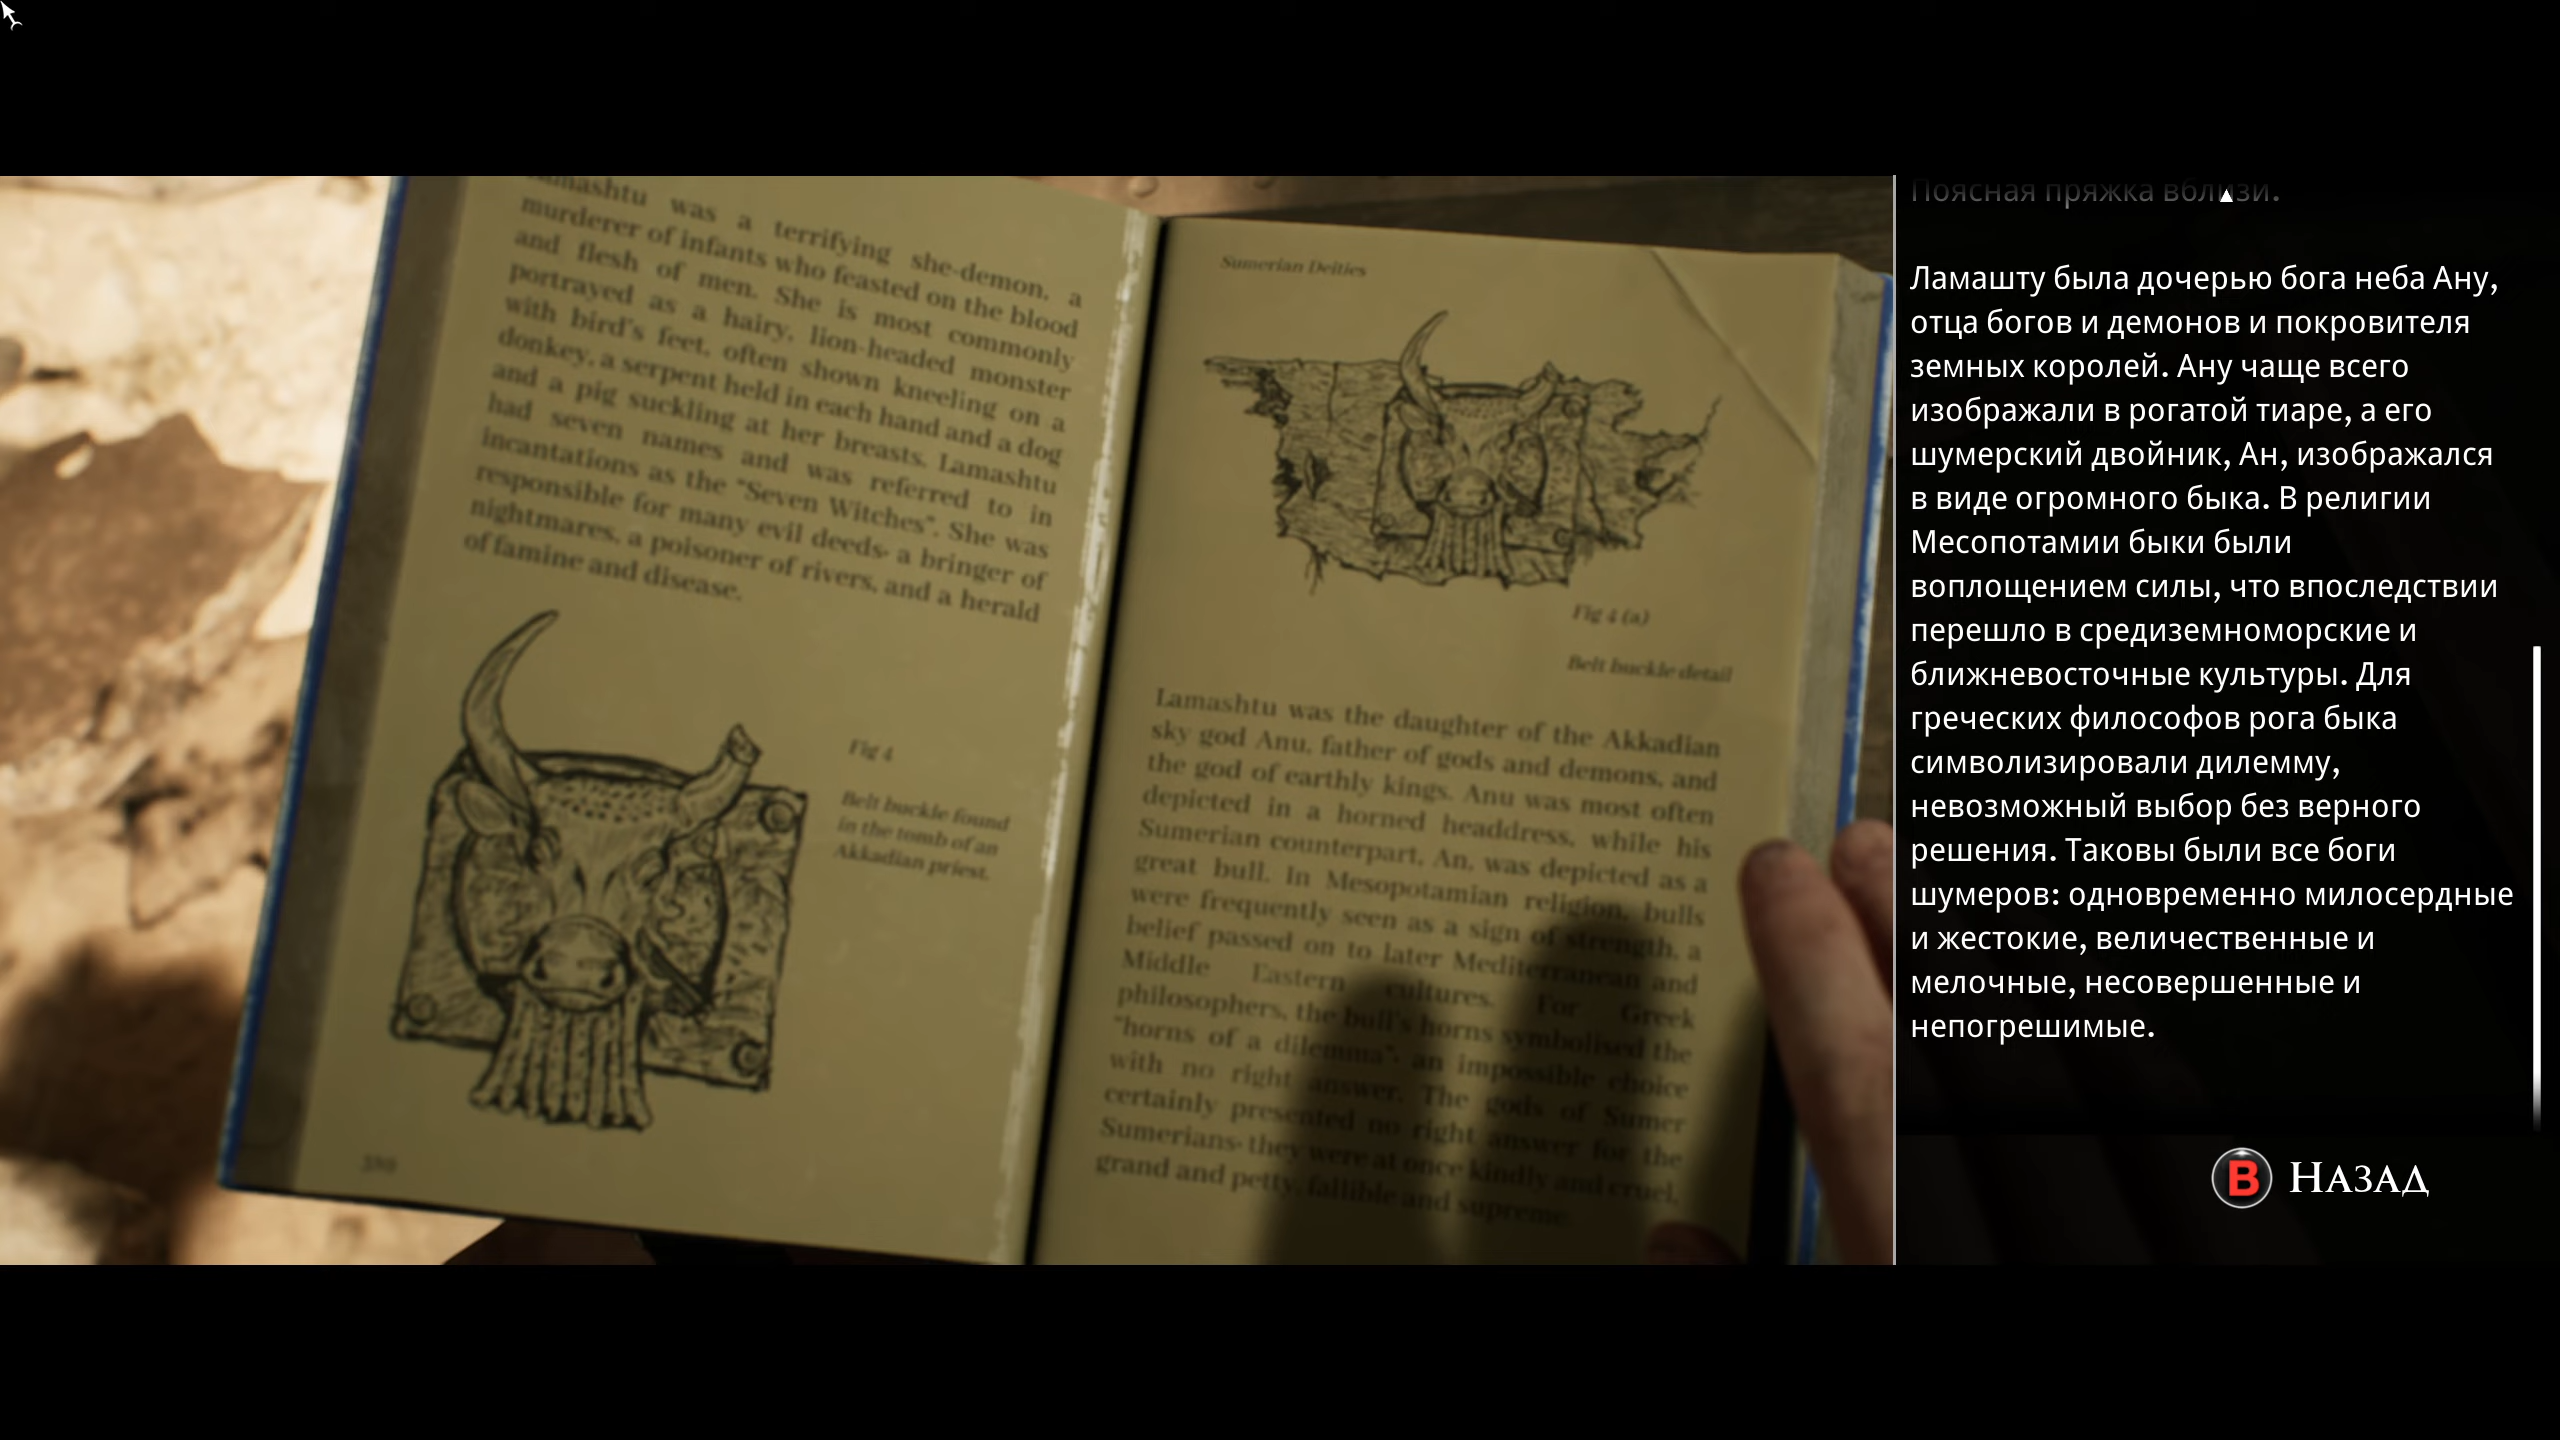 Lamashtu was a terrifying she-demon, a
murderer of infants who feasted on the blood
and flesh of men. She is most commonly
portrayed as a hairy, lion-headed monster
with bird's feet, often shown kneeling on a
donkey, a serpent held in each hand and a dog
and a pig suckling at her breasts. Lamashtu
had seven names and was referred to in
incantations as the "Seven Witches". She was
responsible for many evil deeds- a bringer of
nightmares, a poisoner of rivers, and a herald
of famine and disease.
Fig 4
Belt buckle found
in the tomb of an
Akkadian priest.
Sumerian Deities
Fig 4 (a)
Belt buckle detail
Lamashtu was the daughter of the Akkadian
sky god Anu, father of gods and demons, and
the god of earthly kings. Anu was most often
depicted in a horned headdress, while his
Sumerian counterpart, An, was depicted as a
great bull. In Mesopotamian religion, bulls
were frequently seen as a sign of strength, a
belief passed on to later Mediterranean and
Middle Eastern cultures. For Greek
philosophers, the bull's horns symbolised the
"horns of a dilemma", an impossible choice
with no right answer. The gods of Sumer
certainly presented no right answer for the
Sumerians- they were at once kindly and cruel,
grand and petty, fallible and supreme.
Поясная пряжка вблизи.
Ламашту была дочерью бога неба Ану,
отца богов и демонов и покровителя
земных королей. Ану чаще всего
изображали в рогатой тиаре, а его
шумерский двойник, Ан, изображался
в виде огромного быка. В религии
Месопотамии быки были
воплощением силы, что впоследствии
перешло в средиземноморские и
ближневосточные культуры. Для
греческих философов рога быка
символизировали дилемму,
невозможный выбор без верного
решения. Таковы были все боги
шумеров: одновременно милосердные
и жестокие, величественные и
мелочные, несовершенные и
непогрешимые.
B Назад